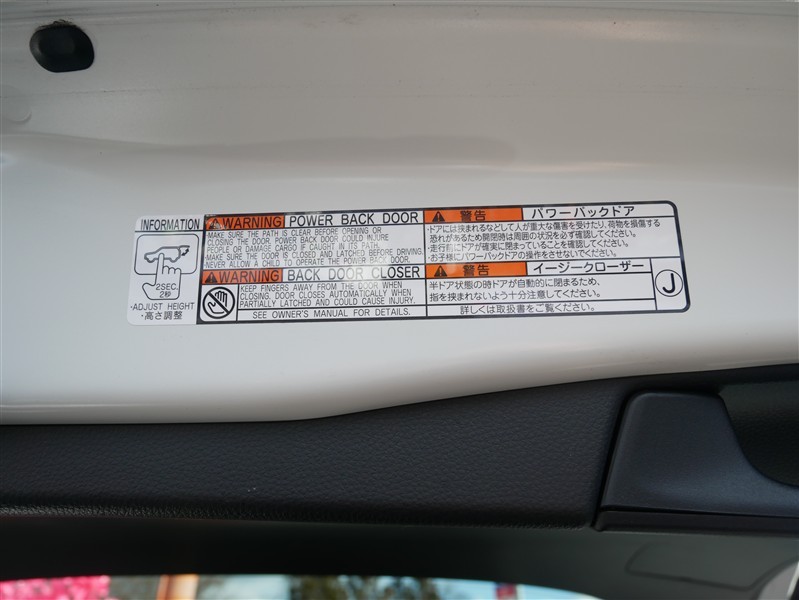 INFORMATION
2SEC.
2秒
•ADJUST HEIGHT
•高さ調整
WARNING POWER BACK DOOR
•MAKE SURE THE PATH IS CLEAR BEFORE OPENING OR
CLOSING THE DOOR. POWER BACK DOOR COULD INJURE
PEOPLE OR DAMAGE CARGO IF CAUGHT IN ITS PATH.
•MAKE SURE THE DOOR IS CLOSED AND LATCHED BEFORE DRIVING.
•NEVER ALLOW A CHILD TO OPERATE THE POWER BACK DOOR.
WARNING BACK DOOR CLOSER
KEEP FINGERS AWAY FROM THE DOOR WHEN
CLOSING. DOOR CLOSES AUTOMATICALLY WHEN
PARTIALLY LATCHED AND COULD CAUSE INJURY.
SEE OWNER'S MANUAL FOR DETAILS.
警告 パワーバックドア
•ドアには挟まれるなどして人が重大な傷害を受けたり、荷物を損傷する
恐れがあるため開閉時は周囲の状況を必ず確認してください。
•走行前にドアが確実に閉まっていることを確認してください。
•お子様にパワーバックドアの操作をさせないでください。
警告 イージークローザー
半ドア状態の時ドアが自動的に閉まるため、
指を挟まれないよう十分注意してください。
詳しくは取扱書をご覧ください。
J